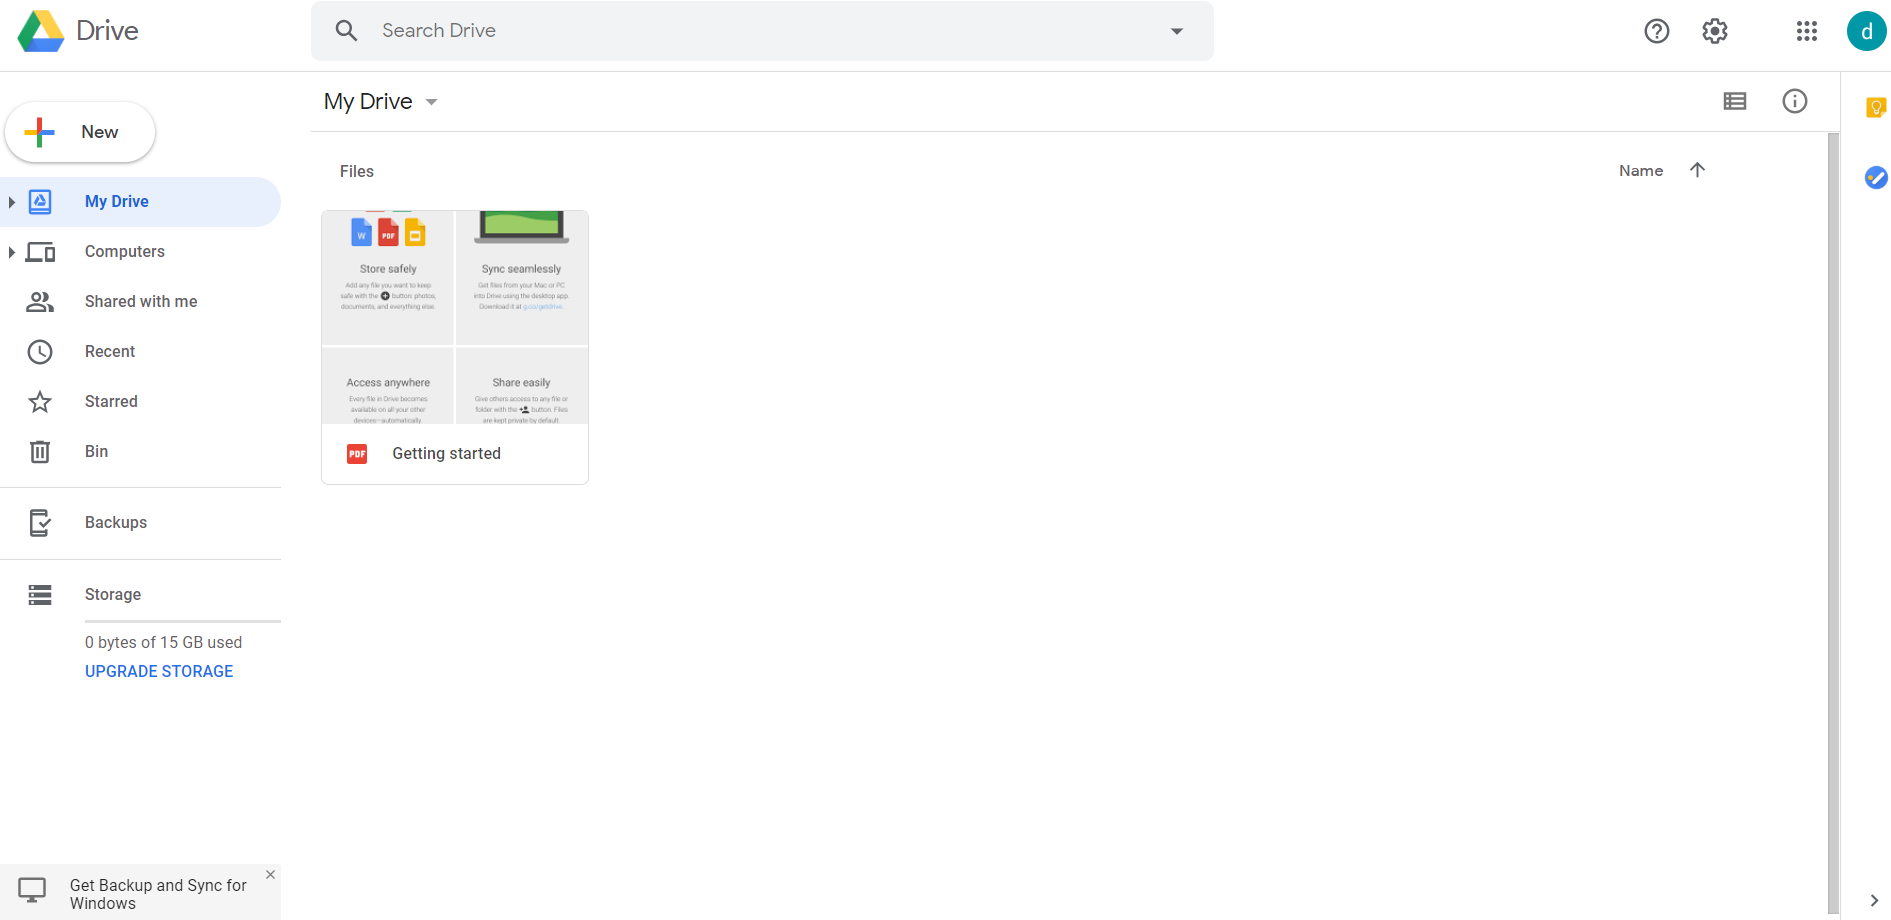 Drive
Search Drive
d
New
My Drive
Computers
Shared with me
Recent
Starred
Bin
Backups
Storage
0 bytes of 15 GB used
UPGRADE STORAGE
Get Backup and Sync for
Windows
My Drive
Files
Name
W
PDF
Store safely
Add any file you want to keep
safe with the button: photos,
documents, and everything else.
Sync seamlessly
Get files from your Mac or PC
into Drive using the desktop app.
Download it at g.co/getdrive.
Access anywhere
Every file in Drive becomes
available on all your other
devices—automatically.
Share easily
Give others access to any file or
folder with the button. Files
are kept private by default.
PDF
Getting started